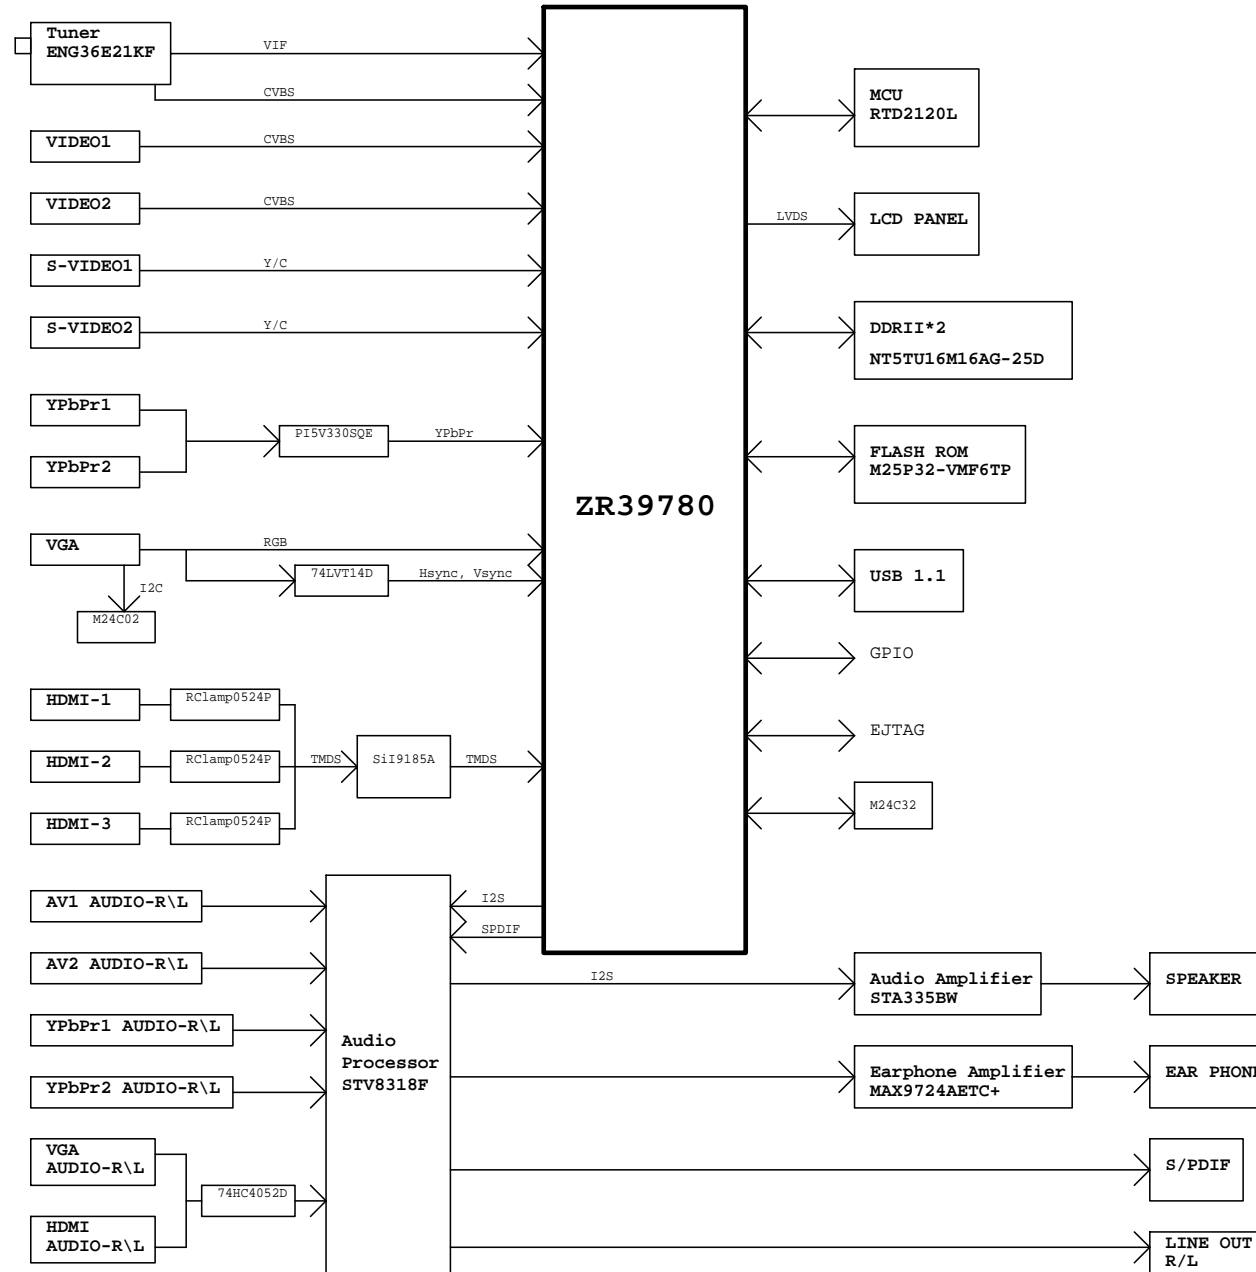 Tuner
ENG36E21KF
VIF
CVBS
VIDEO1
CVBS
VIDEO2
CVBS
S-VIDEO1
Y/C
S-VIDEO2
Y/C
YPbPr1
YPbPr2
PI5V330SQE
YPbPr
VGA
RGB
74LVT14D
Hsync, Vsync
I2C
M24C02
HDMI-1
RClamp0524P
HDMI-2
RClamp0524P
TMDS
SiI9185A
TMDS
HDMI-3
RClamp0524P
ZR39780
MCU
RTD2120L
LVDS
LCD PANEL
DDRII*2
NT5TU16M16AG-25D
FLASH ROM
M25P32-VMF6TP
USB 1.1
GPIO
EJTAG
M24C32
AV1 AUDIO-R\L
AV2 AUDIO-R\L
YPbPr1 AUDIO-R\L
YPbPr2 AUDIO-R\L
VGA
AUDIO-R\L
HDMI
AUDIO-R\L
74HC4052D
Audio
Processor
STV8318F
I2S
SPDIF
I2S
Audio Amplifier
STA335BW
SPEAKER
Earphone Amplifier
MAX9724AETC+
EAR PHONE
S/PDIF
LINE OUT
R/L